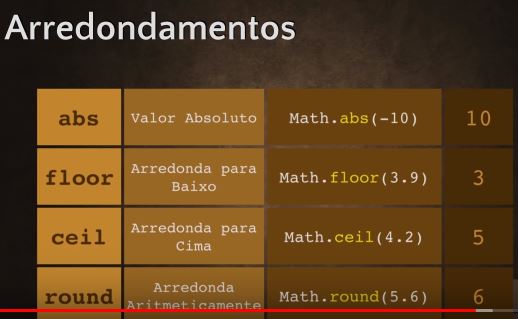 Arredondamentos
abs Valor Absoluto Math.abs(-10) 10
floor Arredonda para Baixo Math.floor(3.9) 3
ceil Arredonda para Cima Math.ceil(4.2) 5
round Arredonda Aritmeticamente Math.round(5.6) 6